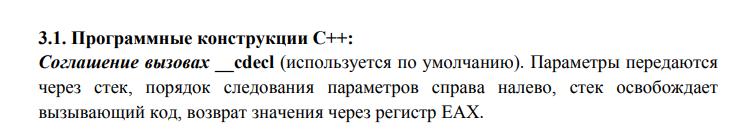 3.1. Программные конструкции C++:
Соглашение вызовах __cdecl (используется по умолчанию). Параметры передаются
через стек, порядок следования параметров справа налево, стек освобождает
вызывающий код, возврат значения через регистр EAX.